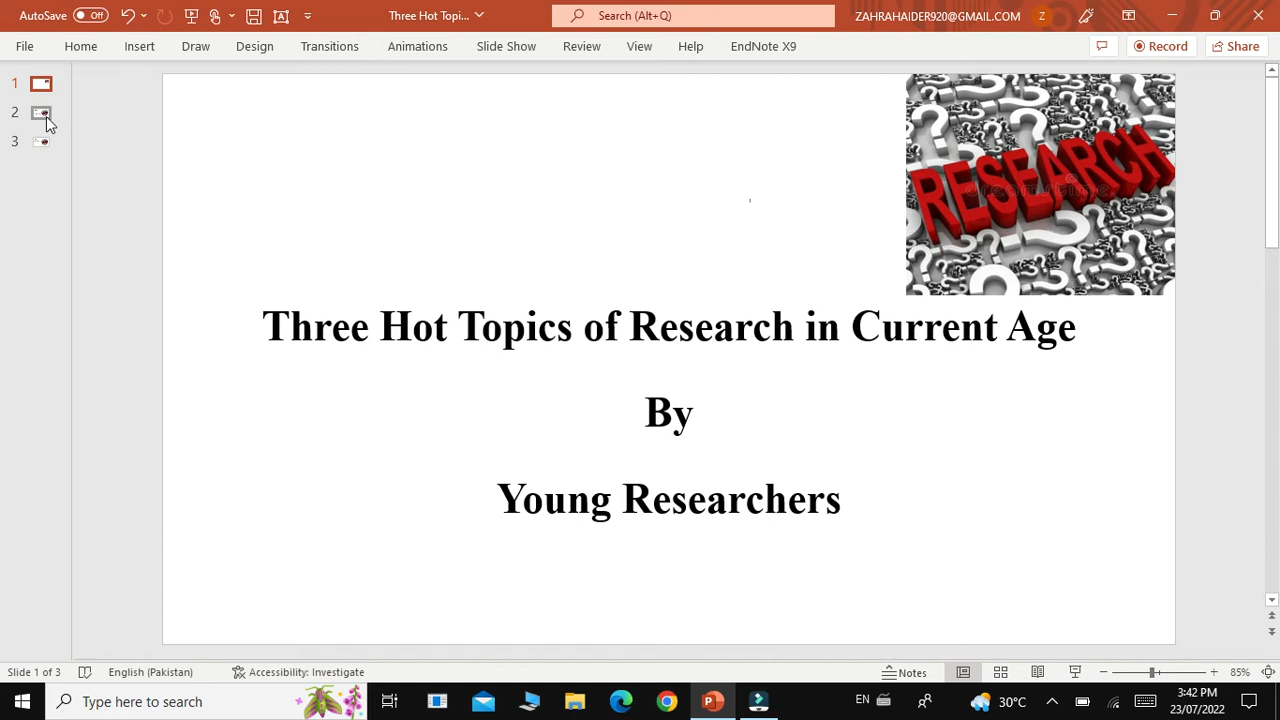 AutoSave Off Three Hot Topi... Search (Alt+Q) ZAHRAHAIDER920@GMAIL.COM Z
File Home Insert Draw Design Transitions Animations Slide Show Review View Help EndNote X9 Record Share
1
2
3
RESEARCH
dreamstime
Three Hot Topics of Research in Current Age
By
Young Researchers
Slide 1 of 3 English (Pakistan) Accessibility: Investigate Notes 85%
Type here to search 30°C EN 3:42 PM
23/07/2022